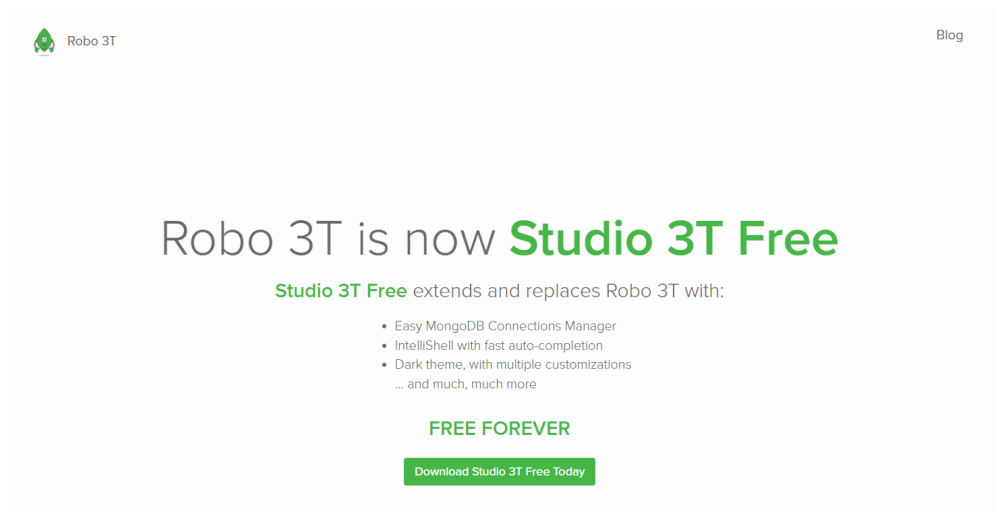 Robo 3T
Blog
Robo 3T is now Studio 3T Free
Studio 3T Free extends and replaces Robo 3T with:
• Easy MongoDB Connections Manager
• IntelliShell with fast auto-completion
• Dark theme, with multiple customizations
... and much, much more
FREE FOREVER
Download Studio 3T Free Today